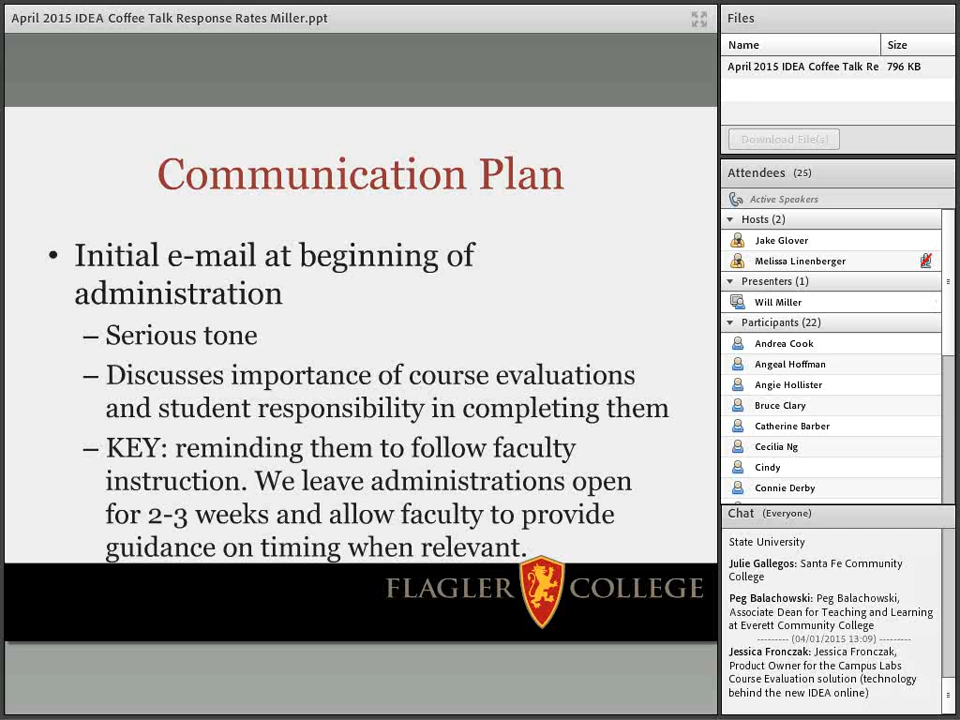 April 2015 IDEA Coffee Talk Response Rates Miller.ppt
Communication Plan
• Initial e-mail at beginning of
administration
– Serious tone
– Discusses importance of course evaluations
and student responsibility in completing them
– KEY: reminding them to follow faculty
instruction. We leave administrations open
for 2-3 weeks and allow faculty to provide
guidance on timing when relevant.
FLAGLER COLLEGE
Files
Name Size
April 2015 IDEA Coffee Talk Re 796 KB
Download File(s)
Attendees (25)
Active Speakers
Hosts (2)
Jake Glover
Melissa Linenberger
Presenters (1)
Will Miller
Participants (22)
Andrea Cook
Angeal Hoffman
Angie Hollister
Bruce Clary
Catherine Barber
Cecilia Ng
Cindy
Connie Derby
Chat (Everyone)
State University
Julie Gallegos: Santa Fe Community
College
Peg Balachowski: Peg Balachowski,
Associate Dean for Teaching and Learning
at Everett Community College
--------- (04/01/2015 13:09) ---------
Jessica Fronczak: Jessica Fronczak,
Product Owner for the Campus Labs
Course Evaluation solution (technology
behind the new IDEA online)